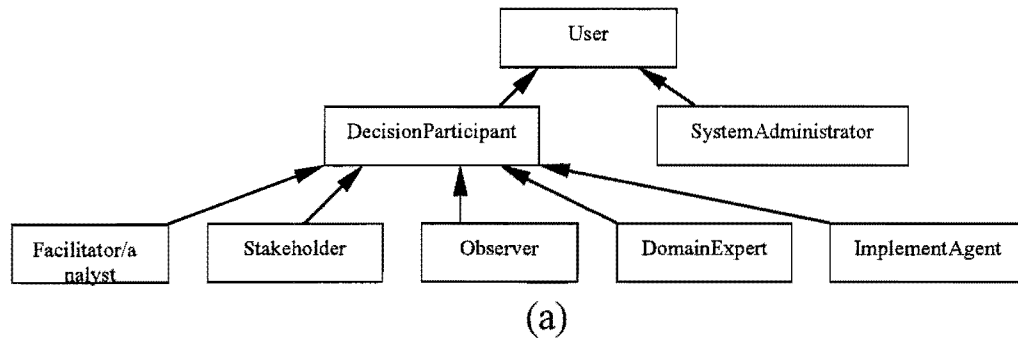 User
DecisionParticipant
SystemAdministrator
Facilitator/a
nalyst
Stakeholder
Observer
DomainExpert
ImplementAgent
(a)